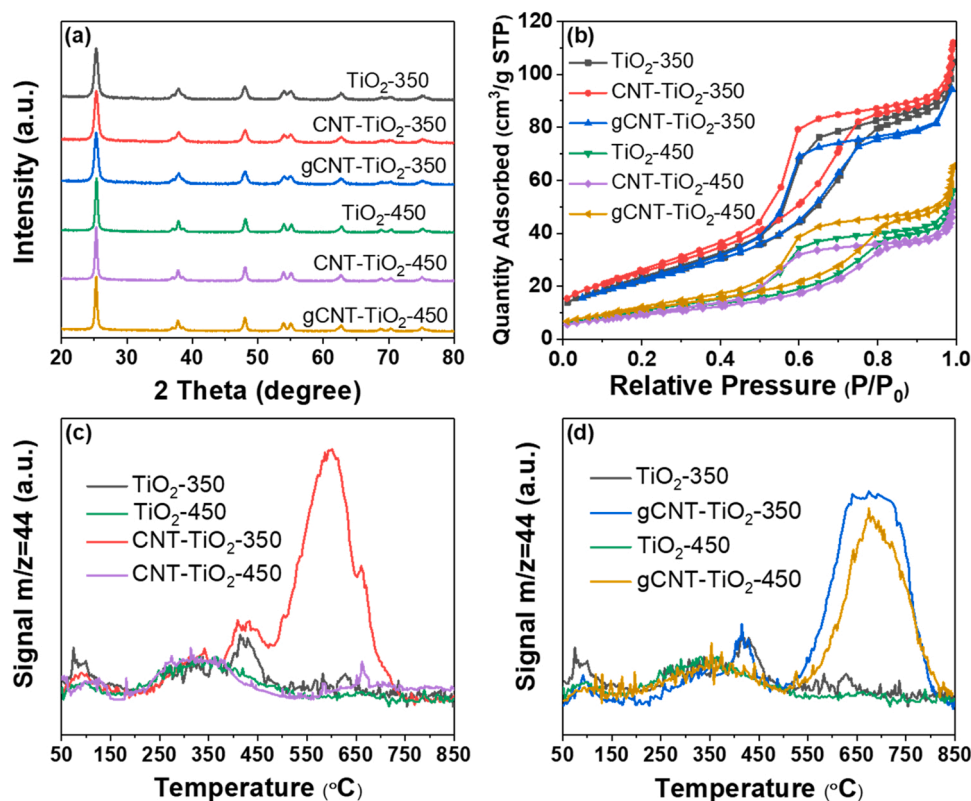 (a)
Intensity (a.u.)
TiO₂-350
CNT-TiO₂-350
gCNT-TiO₂-350
TiO₂-450
CNT-TiO₂-450
gCNT-TiO₂-450
20 30 40 50 60 70 80
2 Theta (degree)
(b)
Quantity Adsorbed (cm³/g STP)
120
100
80
60
40
20
0
TiO₂-350
CNT-TiO₂-350
gCNT-TiO₂-350
TiO₂-450
CNT-TiO₂-450
gCNT-TiO₂-450
0.0 0.2 0.4 0.6 0.8 1.0
Relative Pressure (P/P₀)
(c)
Signal m/z=44 (a.u.)
TiO₂-350
TiO₂-450
CNT-TiO₂-350
CNT-TiO₂-450
50 150 250 350 450 550 650 750 850
Temperature (°C)
(d)
Signal m/z=44 (a.u.)
TiO₂-350
gCNT-TiO₂-350
TiO₂-450
gCNT-TiO₂-450
50 150 250 350 450 550 650 750 850
Temperature (°C)